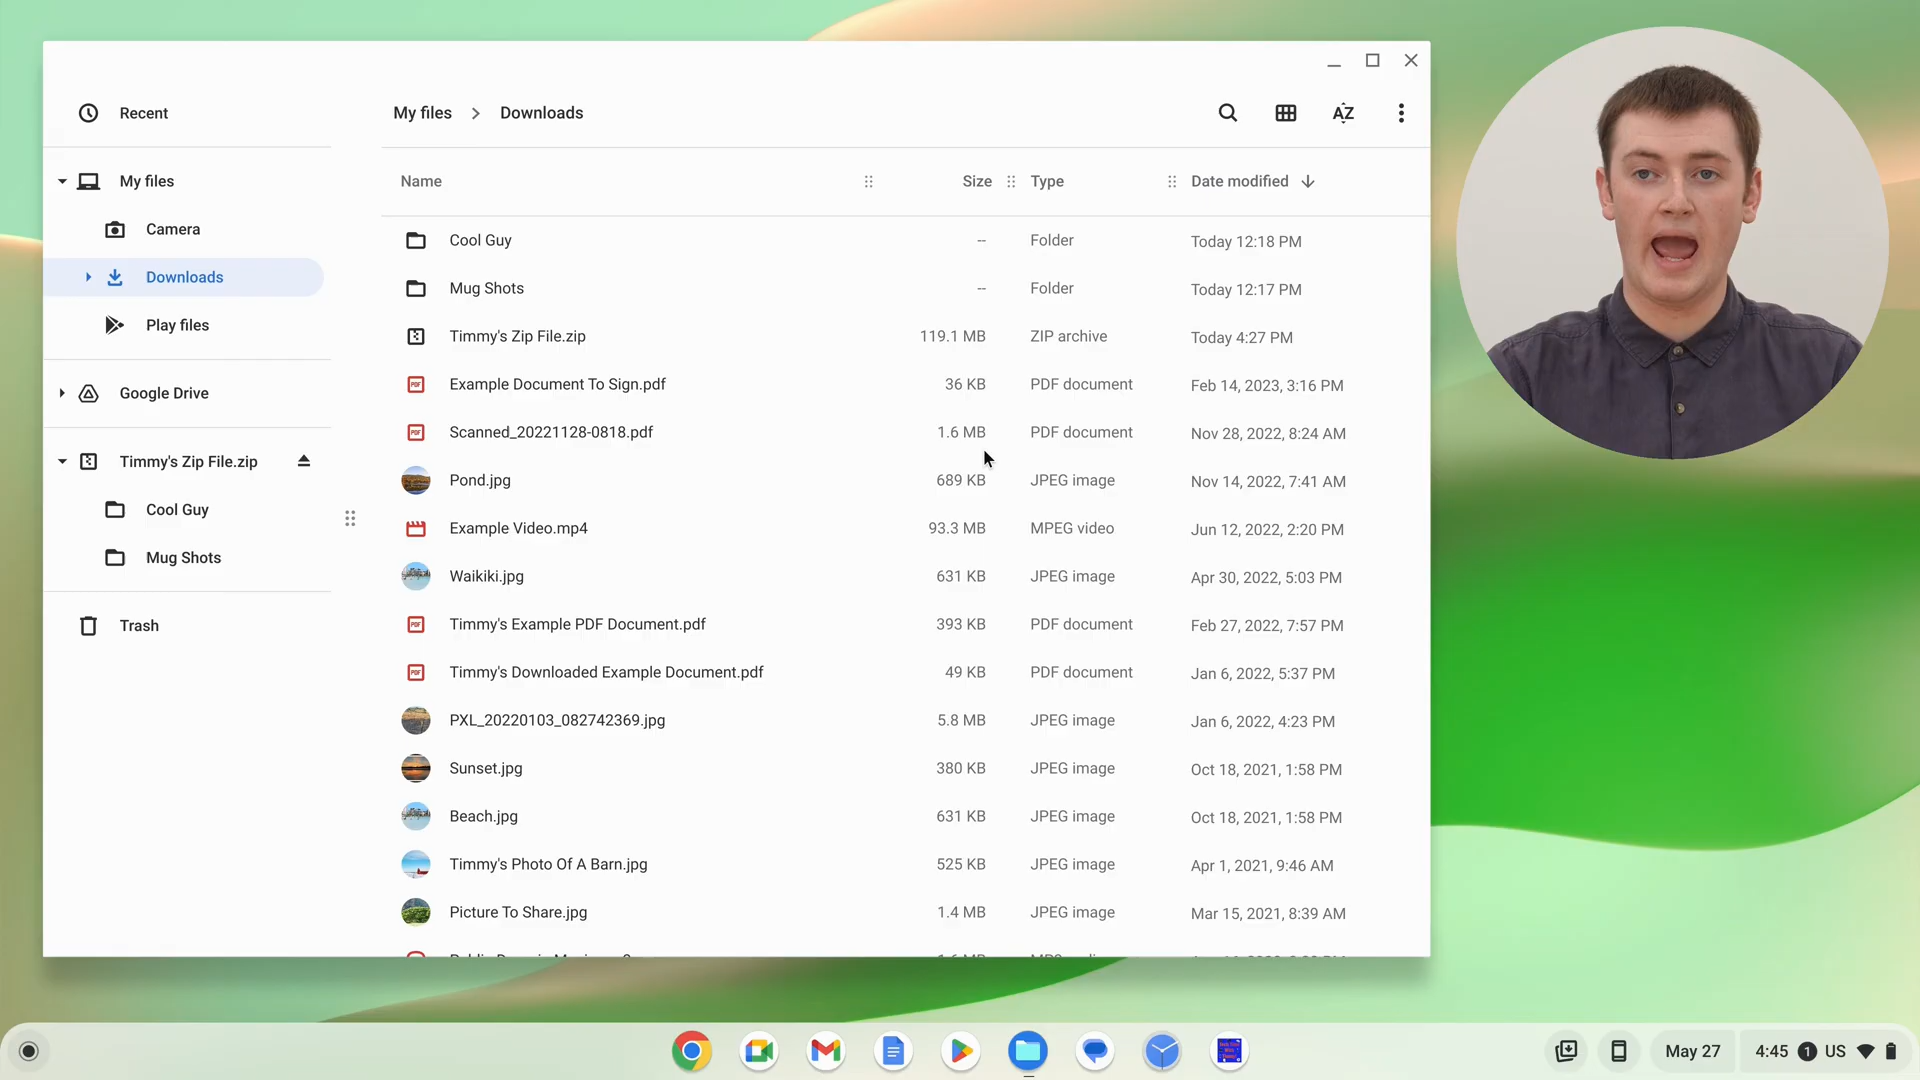 Recent
My files
Camera
Downloads
Play files
Google Drive
Timmy's Zip File.zip
Cool Guy
Mug Shots
Trash
My files > Downloads
AZ
Name Size Type Date modified
Cool Guy -- Folder Today 12:18 PM
Mug Shots -- Folder Today 12:17 PM
Timmy's Zip File.zip 119.1 MB ZIP archive Today 4:27 PM
Example Document To Sign.pdf 36 KB PDF document Feb 14, 2023, 3:16 PM
Scanned_20221128-0818.pdf 1.6 MB PDF document Nov 28, 2022, 8:24 AM
Pond.jpg 689 KB JPEG image Nov 14, 2022, 7:41 AM
Example Video.mp4 93.3 MB MPEG video Jun 12, 2022, 2:20 PM
Waikiki.jpg 631 KB JPEG image Apr 30, 2022, 5:03 PM
Timmy's Example PDF Document.pdf 393 KB PDF document Feb 27, 2022, 7:57 PM
Timmy's Downloaded Example Document.pdf 49 KB PDF document Jan 6, 2022, 5:37 PM
PXL_20220103_082742369.jpg 5.8 MB JPEG image Jan 6, 2022, 4:23 PM
Sunset.jpg 380 KB JPEG image Oct 18, 2021, 1:58 PM
Beach.jpg 631 KB JPEG image Oct 18, 2021, 1:58 PM
Timmy's Photo Of A Barn.jpg 525 KB JPEG image Apr 1, 2021, 9:46 AM
Picture To Share.jpg 1.4 MB JPEG image Mar 15, 2021, 8:39 AM
May 27 4:45 1 US